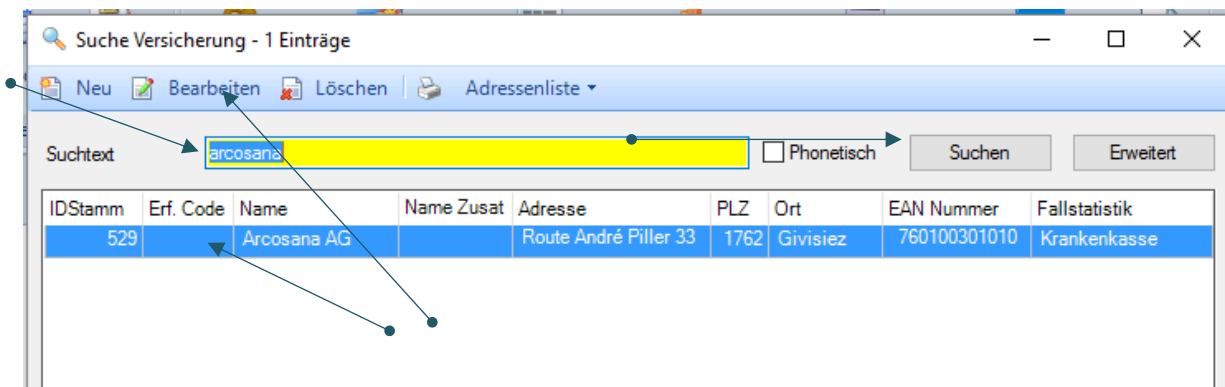 Suche Versicherung - 1 Einträge
Neu Bearbeiten Löschen Adressenliste
Suchtext arcosana Phonetisch Suchen Erweitert
IDStamm Erf. Code Name Name Zusat Adresse PLZ Ort EAN Nummer Fallstatistik
529 Arcosana AG Route André Piller 33 1762 Givisiez 760100301010 Krankenkasse